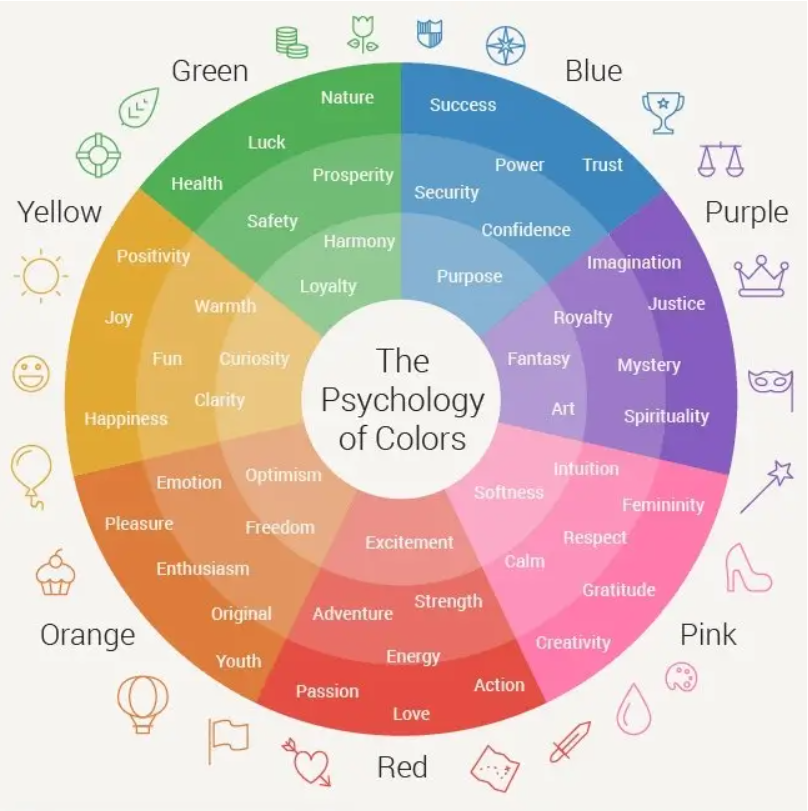 Green
Blue
Yellow
Purple
Orange
Pink
Red
The
Psychology
of Colors
Nature
Luck
Health
Prosperity
Safety
Harmony
Loyalty
Success
Power
Trust
Security
Confidence
Purpose
Imagination
Justice
Royalty
Fantasy
Mystery
Art
Spirituality
Intuition
Softness
Femininity
Respect
Calm
Gratitude
Creativity
Excitement
Strength
Adventure
Energy
Action
Passion
Love
Optimism
Emotion
Pleasure
Freedom
Enthusiasm
Original
Youth
Positivity
Warmth
Joy
Fun
Curiosity
Clarity
Happiness